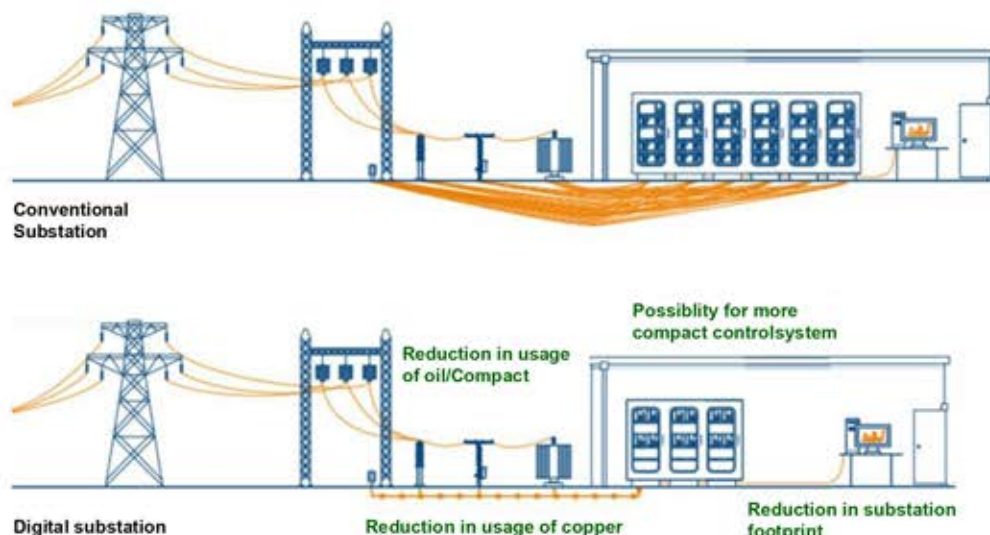 Conventional
Substation
Possiblity for more
compact controlsystem
Reduction in usage
of oil/Compact
Digital substation
Reduction in usage of copper
Reduction in substation
footprint